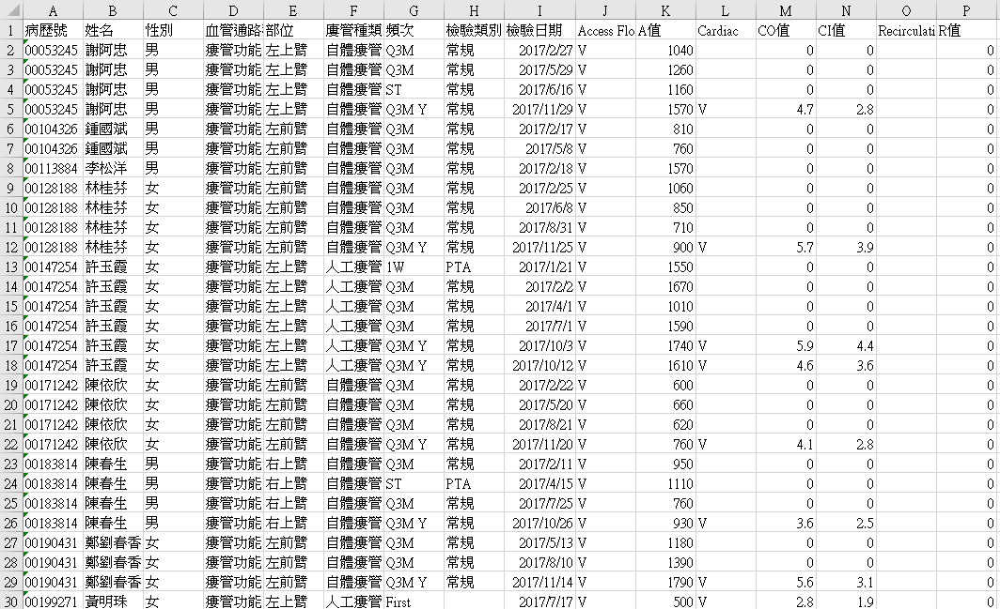 A B C D E F G H I J K L M N O P
1 病歷號 姓名 性別 血管通路 部位 廔管種類 頻次 檢驗類別 檢驗日期 Access Flo A值 Cardiac CO值 CI值 Recirculati R值
2 00053245 謝阿忠 男 瘻管功能 左上臂 自體瘻管 Q3M 常規 2017/2/27 V 1040 0 0 0
3 00053245 謝阿忠 男 瘻管功能 左上臂 自體瘻管 Q3M 常規 2017/5/29 V 1260 0 0 0
4 00053245 謝阿忠 男 瘻管功能 左上臂 自體瘻管 ST 常規 2017/6/16 V 1160 0 0 0
5 00053245 謝阿忠 男 瘻管功能 左上臂 自體瘻管 Q3M Y 常規 2017/11/29 V 1570 V 4.7 2.8 0
6 00104326 鍾國斌 男 瘻管功能 左前臂 自體瘻管 Q3M 常規 2017/2/17 V 810 0 0 0
7 00104326 鍾國斌 男 瘻管功能 左前臂 自體瘻管 Q3M 常規 2017/5/8 V 760 0 0 0
8 00113884 李松洋 男 瘻管功能 左前臂 自體瘻管 Q3M 常規 2017/2/18 V 1570 0 0 0
9 00128188 林桂芬 女 瘻管功能 左前臂 自體瘻管 Q3M 常規 2017/2/25 V 1060 0 0 0
10 00128188 林桂芬 女 瘻管功能 左前臂 自體瘻管 Q3M 常規 2017/6/8 V 850 0 0 0
11 00128188 林桂芬 女 瘻管功能 左前臂 自體瘻管 Q3M 常規 2017/8/31 V 710 0 0 0
12 00128188 林桂芬 女 瘻管功能 左前臂 自體瘻管 Q3M Y 常規 2017/11/25 V 900 V 5.7 3.9 0
13 00147254 許玉霞 女 瘻管功能 左上臂 人工瘻管 1W PTA 2017/1/21 V 1550 0 0 0
14 00147254 許玉霞 女 瘻管功能 左上臂 人工瘻管 Q3M 常規 2017/2/2 V 1670 0 0 0
15 00147254 許玉霞 女 瘻管功能 左上臂 人工瘻管 Q3M 常規 2017/4/1 V 1010 0 0 0
16 00147254 許玉霞 女 瘻管功能 左上臂 人工瘻管 Q3M 常規 2017/7/1 V 1590 0 0 0
17 00147254 許玉霞 女 瘻管功能 左上臂 人工瘻管 Q3M Y 常規 2017/10/3 V 1740 V 5.9 4.4 0
18 00147254 許玉霞 女 瘻管功能 左上臂 人工瘻管 Q3M Y 常規 2017/10/12 V 1610 V 4.6 3.6 0
19 00171242 陳依欣 女 瘻管功能 左前臂 自體瘻管 Q3M 常規 2017/2/22 V 600 0 0 0
20 00171242 陳依欣 女 瘻管功能 左前臂 自體瘻管 Q3M 常規 2017/5/20 V 660 0 0 0
21 00171242 陳依欣 女 瘻管功能 左前臂 自體瘻管 Q3M 常規 2017/8/21 V 620 0 0 0
22 00171242 陳依欣 女 瘻管功能 左前臂 自體瘻管 Q3M Y 常規 2017/11/20 V 760 V 4.1 2.8 0
23 00183814 陳春生 男 瘻管功能 右上臂 自體瘻管 Q3M 常規 2017/2/11 V 950 0 0 0
24 00183814 陳春生 男 瘻管功能 右上臂 自體瘻管 ST PTA 2017/4/15 V 1110 0 0 0
25 00183814 陳春生 男 瘻管功能 右上臂 自體瘻管 Q3M 常規 2017/7/25 V 760 0 0 0
26 00183814 陳春生 男 瘻管功能 右上臂 自體瘻管 Q3M Y 常規 2017/10/26 V 930 V 3.6 2.5 0
27 00190431 鄭劉春香 女 瘻管功能 左前臂 自體瘻管 Q3M 常規 2017/5/13 V 1180 0 0 0
28 00190431 鄭劉春香 女 瘻管功能 左前臂 自體瘻管 Q3M 常規 2017/8/10 V 1390 0 0 0
29 00190431 鄭劉春香 女 瘻管功能 左前臂 自體瘻管 Q3M Y 常規 2017/11/14 V 1790 V 5.6 3.1 0
30 00199271 黃明珠 女 瘻管功能 左上臂 人工瘻管 First 2017/7/17 V 500 V 2.8 1.9 0